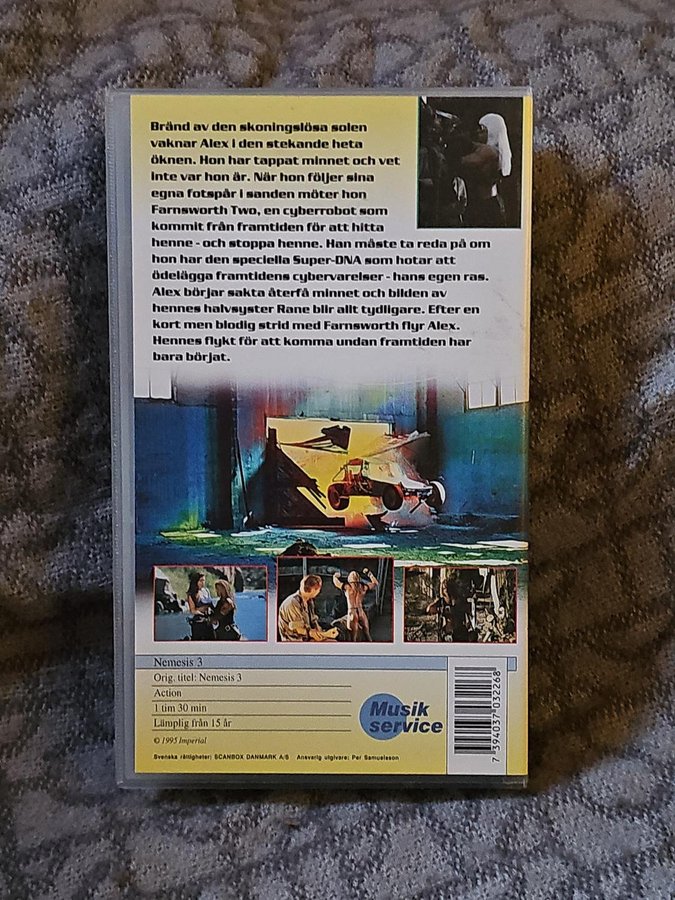 Bränd av den skoningslösa solen
vaknar Alex i den stekande heta
öknen. Hon har tappat minnet och vet
inte var hon är. När hon följer sina
egna fotspår i sanden möter hon
Farnsworth Two, en cyberrobot som
kommit från framtiden för att hitta
henne - och stoppa henne. Han måste ta reda på om
hon har den speciella Super-DNA som hotar att
ödelägga framtidens cybervarelser - hans egen ras.
Alex börjar sakta återfå minnet och bilden av
hennes halvsyster Rane blir allt tydligare. Efter en
kort men blodig strid med Farnsworth flyr Alex.
Hennes flykt för att komma undan framtiden har
bara börjat.
Nemesis 3
Orig. titel: Nemesis 3
Action
1 tim 30 min
Lämplig från 15 år
© 1995 Imperial
Musik
service
7 394037 032268
Svenska rättigheter: SCANBOX DANMARK A/S Ansvarig utgivare: Per Samuelsson